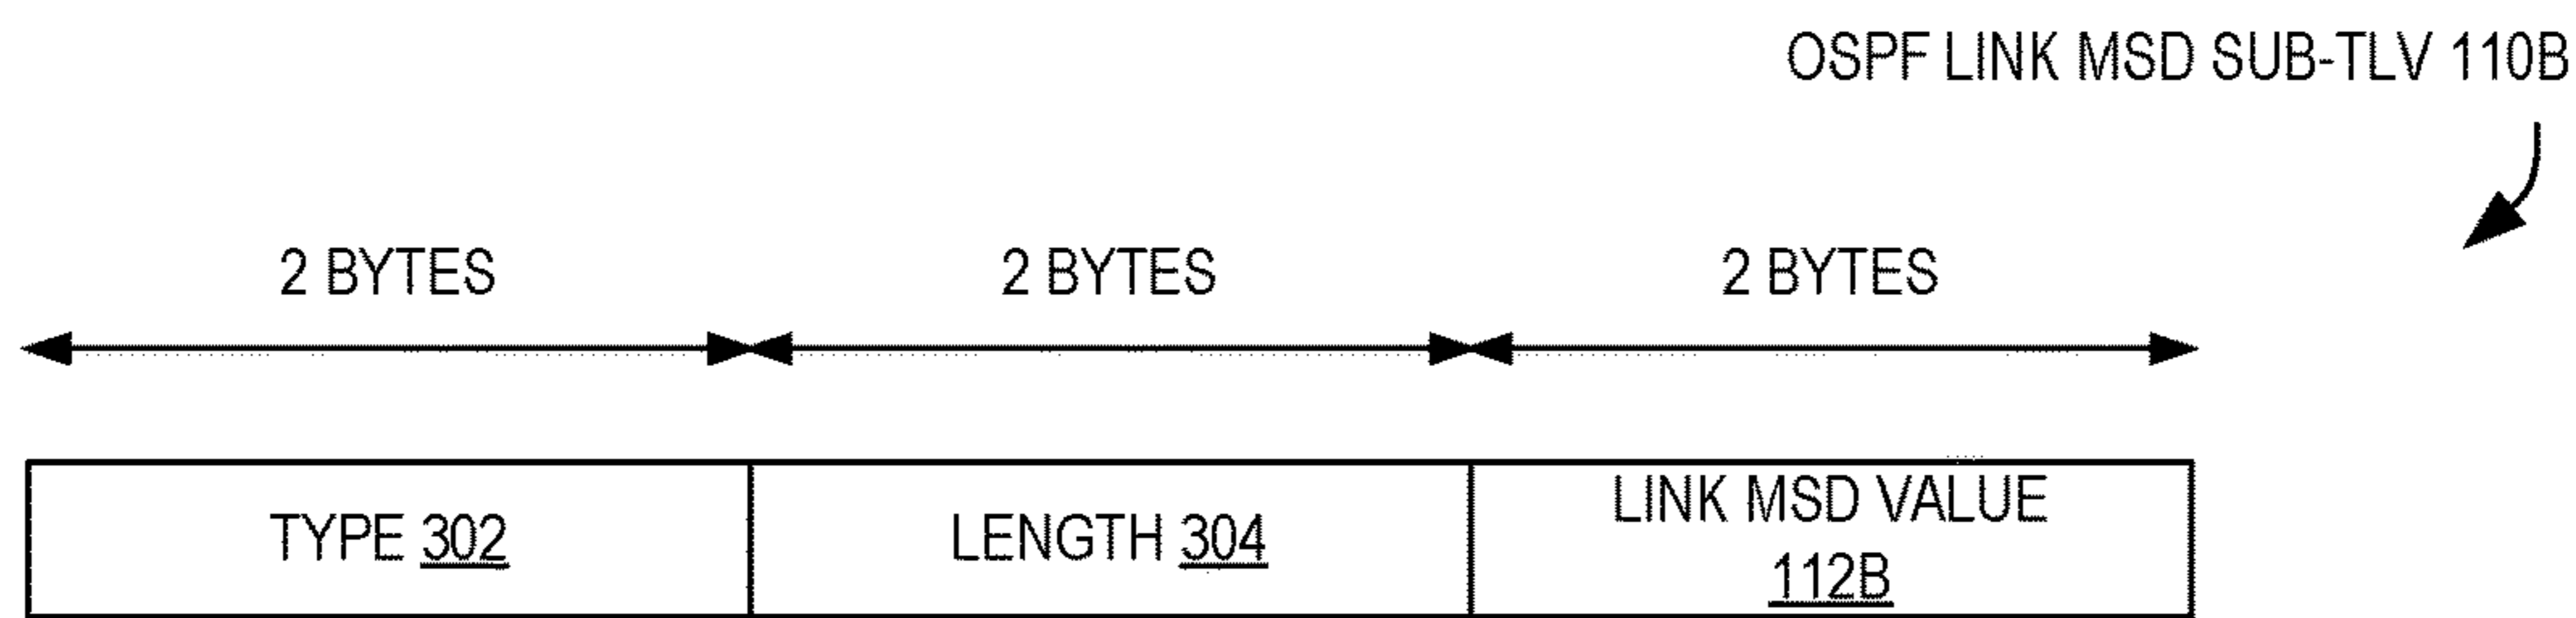 OSPF LINK MSD SUB-TLV 110B
2 BYTES
2 BYTES
2 BYTES
TYPE 302
LENGTH 304
LINK MSD VALUE
112B